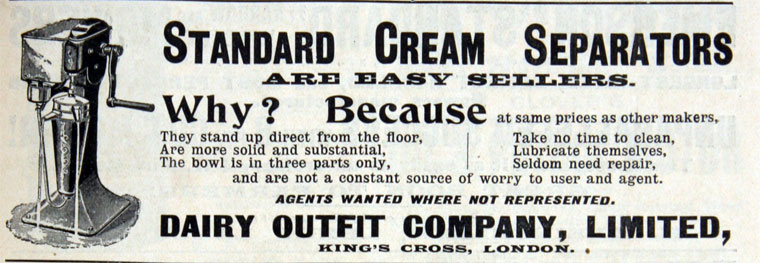 STANDARD CREAM SEPARATORS
ARE EASY SELLERS.
Why? Because at same prices as other makers,
They stand up direct from the floor,
Are more solid and substantial,
The bowl is in three parts only,
Take no time to clean,
Lubricate themselves,
Seldom need repair,
and are not a constant source of worry to user and agent.
AGENTS WANTED WHERE NOT REPRESENTED.
DAIRY OUTFIT COMPANY, LIMITED,
KING'S CROSS, LONDON.